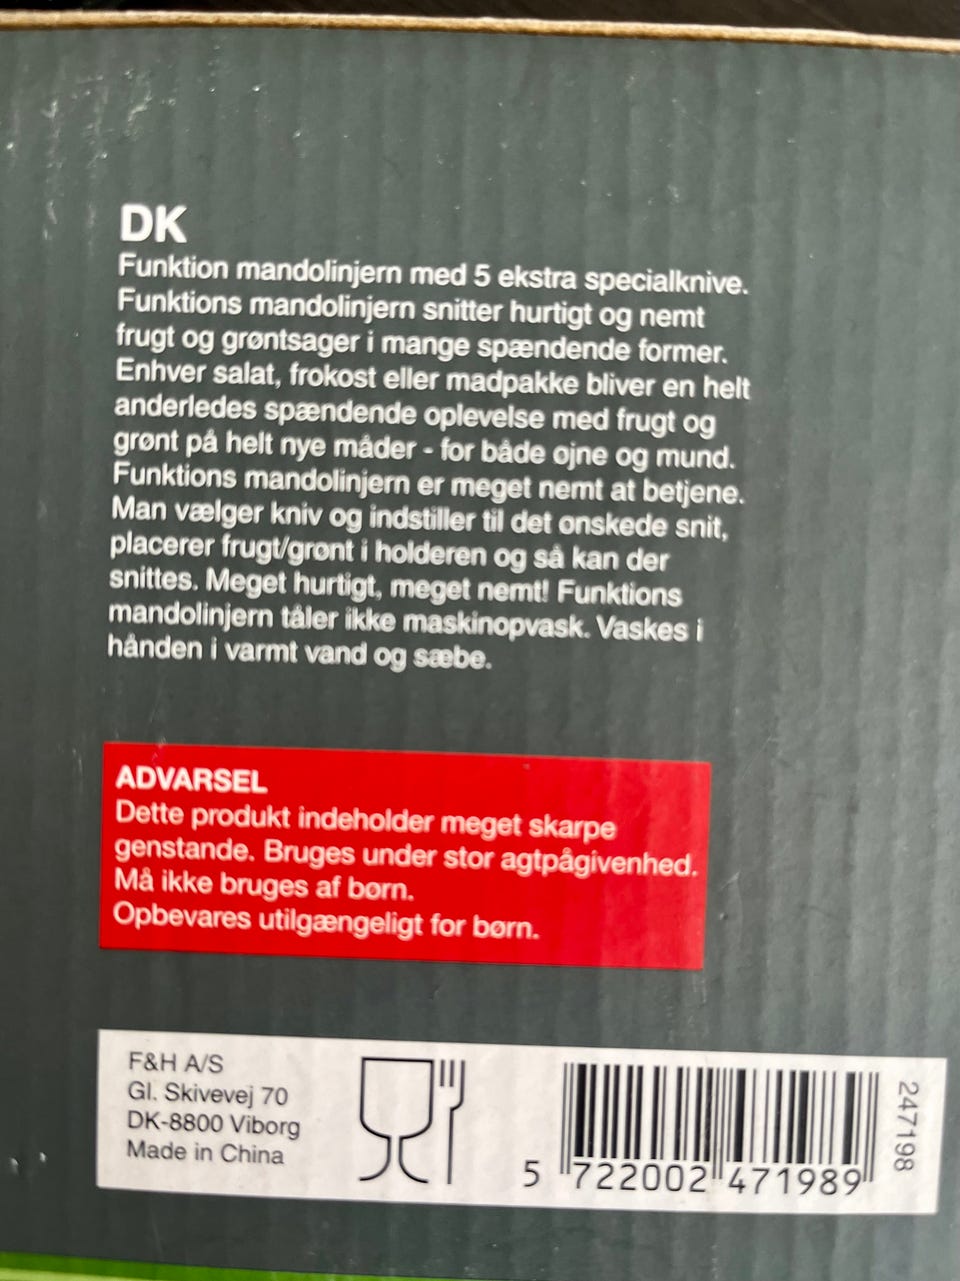 DK
Funktion mandolinjern med 5 ekstra specialknive.
Funktions mandolinjern snitter hurtigt og nemt
frugt og grøntsager i mange spændende former.
Enhver salat, frokost eller madpakke bliver en helt
anderledes spændende oplevelse med frugt og
grønt på helt nye måder - for både øjne og mund.
Funktions mandolinjern er meget nemt at betjene.
Man vælger kniv og indstiller til det ønskede snit,
placerer frugt/grønt i holderen og så kan der
snittes. Meget hurtigt, meget nemt! Funktions
mandolinjern tåler ikke maskinopvask. Vaskes i
hånden i varmt vand og sæbe.
ADVARSEL
Dette produkt indeholder meget skarpe
genstande. Bruges under stor agtpågivenhed.
Må ikke bruges af børn.
Opbevares utilgængeligt for børn.
F&H A/S
Gl. Skivevej 70
DK-8800 Viborg
Made in China
5 722002 471989
247198